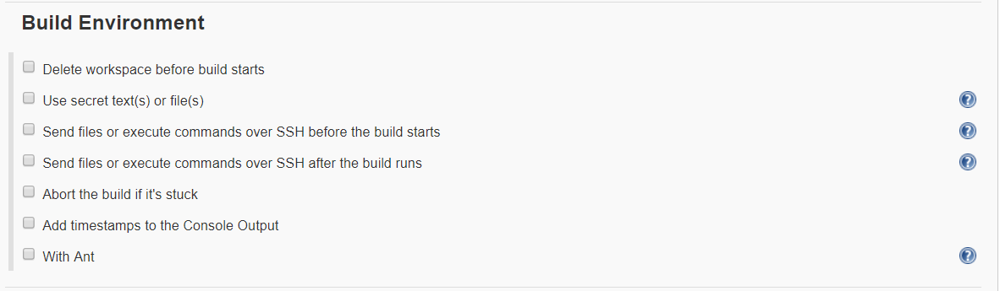 Build Environment
Delete workspace before build starts
Use secret text(s) or file(s)
?
Send files or execute commands over SSH before the build starts
?
Send files or execute commands over SSH after the build runs
?
Abort the build if it's stuck
Add timestamps to the Console Output
With Ant
?